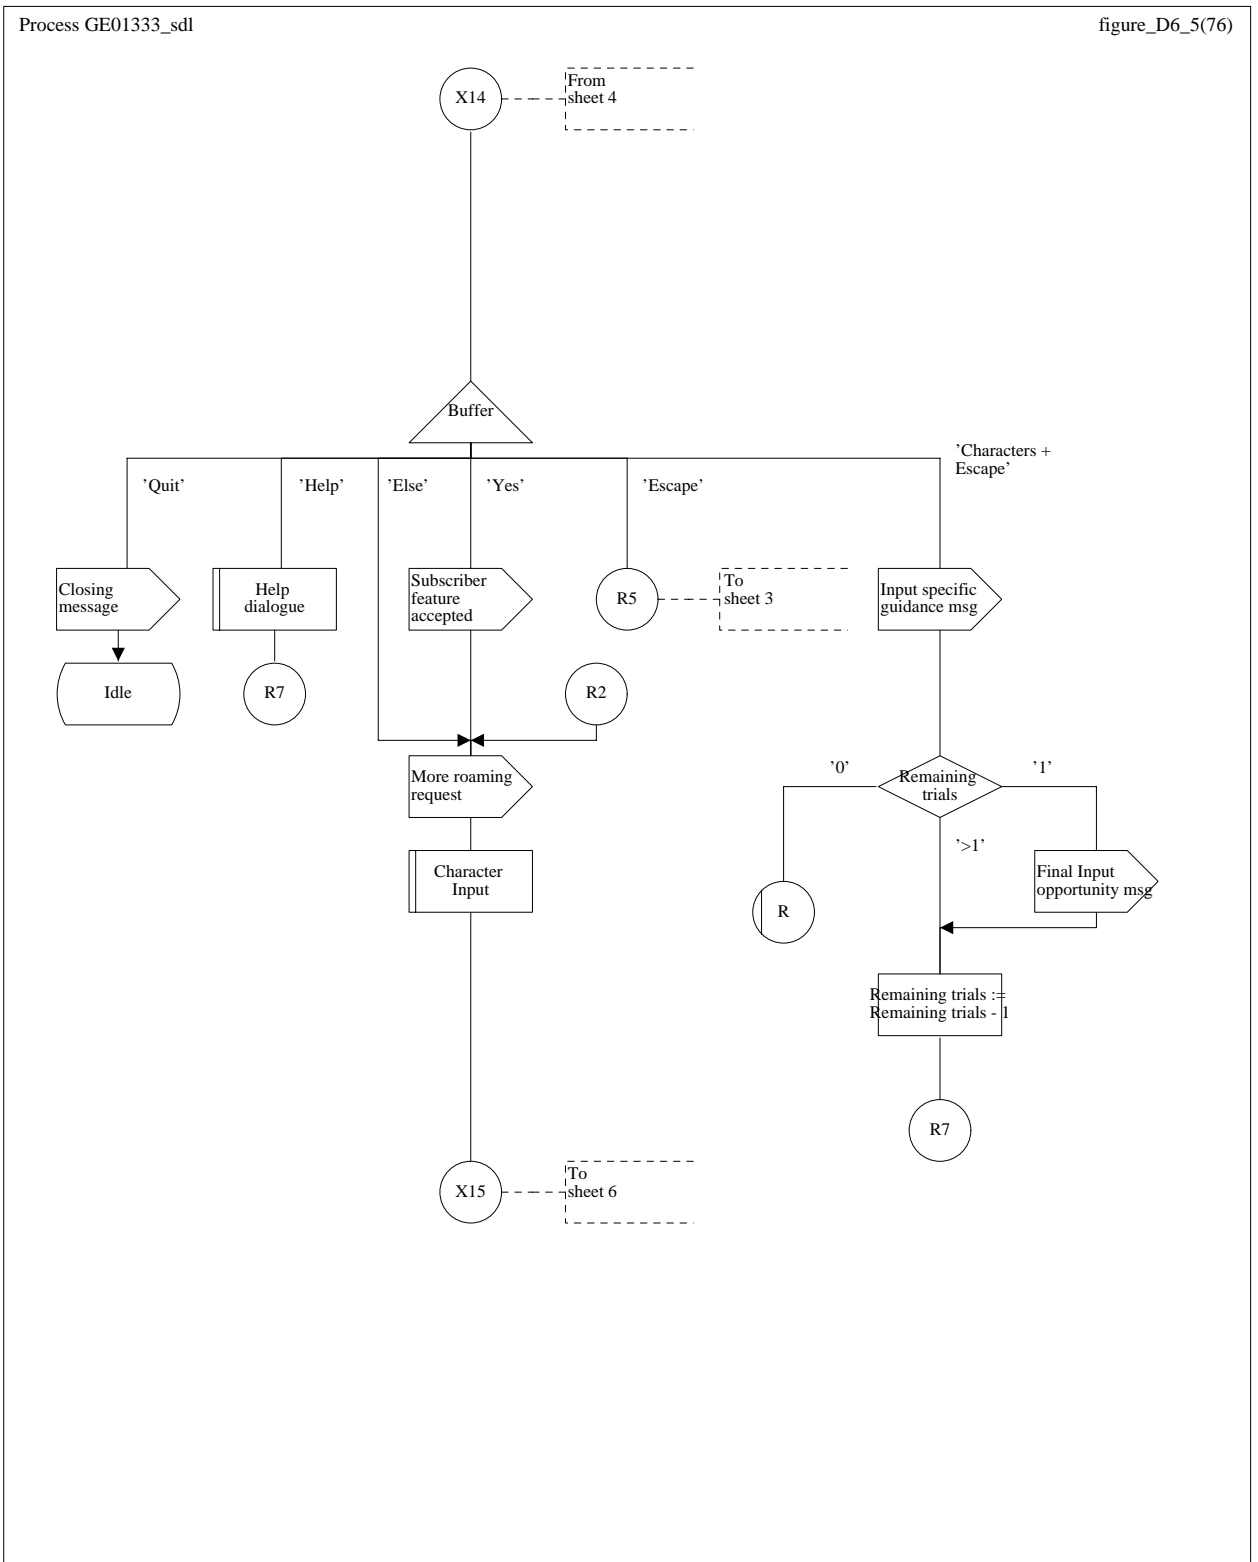 Process GE01333_sdl
figure_D6_5(76)
X14
From
sheet 4
Buffer
’Quit’
’Help’
’Else’
’Yes’
’Escape’
’Characters +
Escape’
Closing
message
Help
dialogue
Subscriber
feature
accepted
R5
To
sheet 3
Input specific
guidance msg
Idle
R7
R2
More roaming
request
’0’
Remaining
trials
’1’
’>1’
Character
Input
R
Final Input
opportunity msg
Remaining trials :=
Remaining trials - 1
R7
X15
To
sheet 6